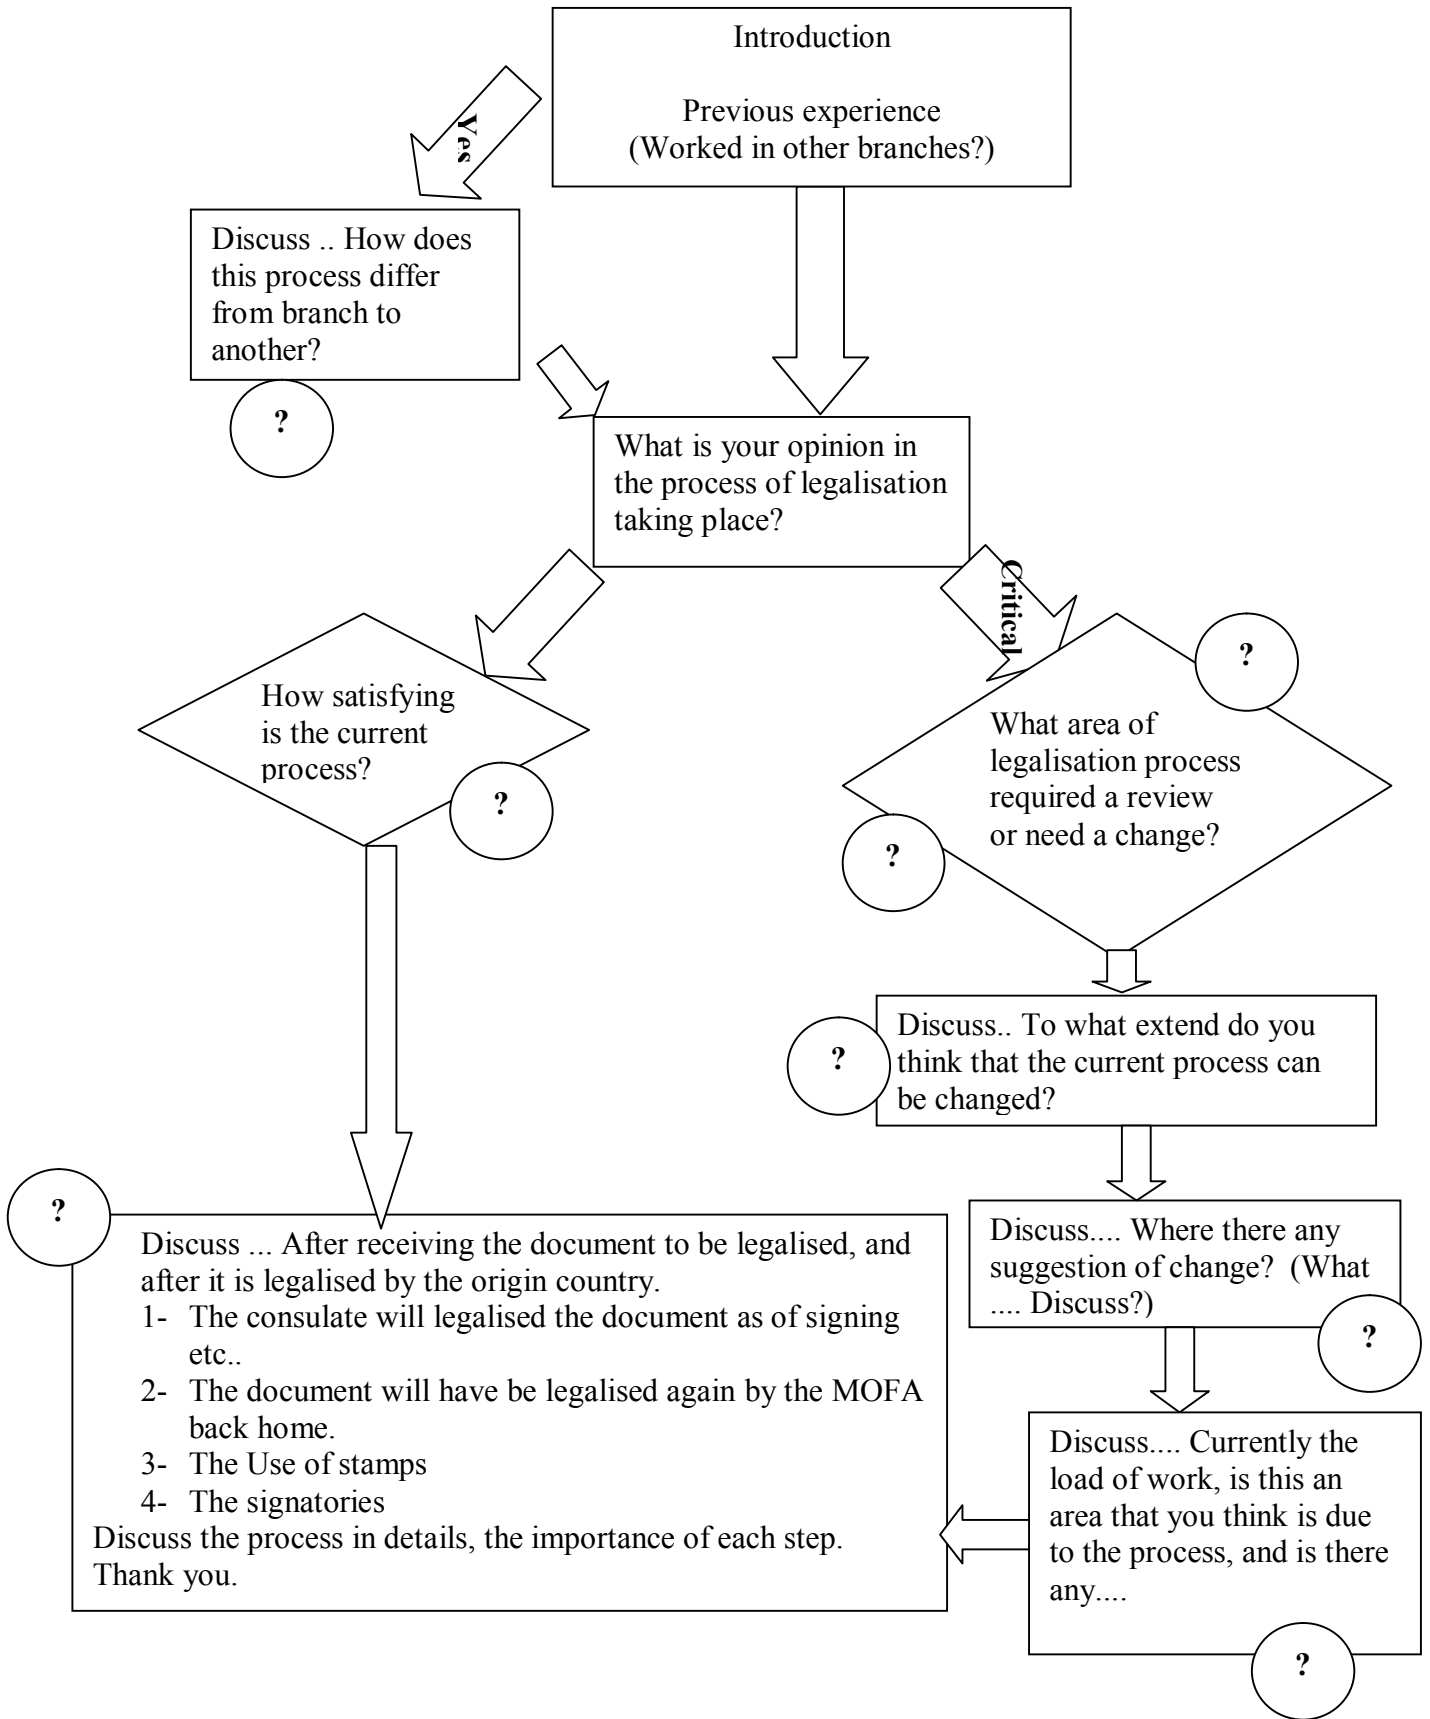 Introduction
Previous experience
(Worked in other branches?)
Yes
Discuss .. How does
this process differ
from branch to
another?
?
What is your opinion in
the process of legalisation
taking place?
Critical
How satisfying
is the current
process?
?
?
What area of
legalisation process
required a review
or need a change?
?
?
Discuss.. To what extend do you
think that the current process can
be changed?
Discuss.... Where there any
suggestion of change?  (What
.... Discuss?)
?
?
Discuss ... After receiving the document to be legalised, and
after it is legalised by the origin country.
1- The consulate will legalised the document as of signing
etc..
2- The document will have be legalised again by the MOFA
back home.
3- The Use of stamps
4- The signatories
Discuss the process in details, the importance of each step.
Thank you.
Discuss.... Currently the
load of work, is this an
area that you think is due
to the process, and is there
any....
?